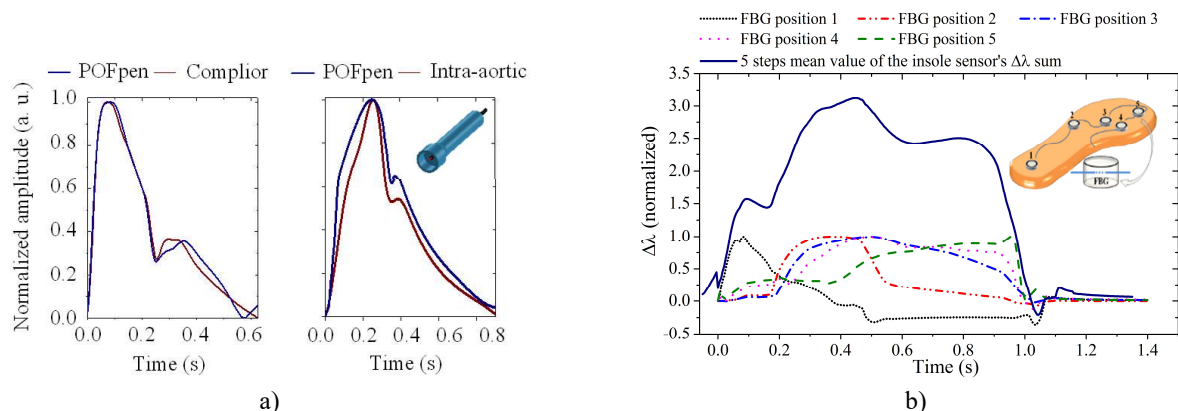 POFpen Complior POFpen Intra-aortic
Normalized amplitude (a. u.)
1.0
0.8
0.6
0.4
0.2
0.0
0.0 0.2 0.4 0.6
Time (s)
0.0 0.2 0.4 0.6 0.8
Time (s)
a)
FBG position 1 FBG position 2 FBG position 3
FBG position 4 FBG position 5
5 steps mean value of the insole sensor's Δλ sum
Δλ (normalized)
3.5
3.0
2.5
2.0
1.5
1.0
0.5
0.0
-0.5
0.0 0.2 0.4 0.6 0.8 1.0 1.2 1.4
Time (s)
1
2
3
4
5
FBG
b)